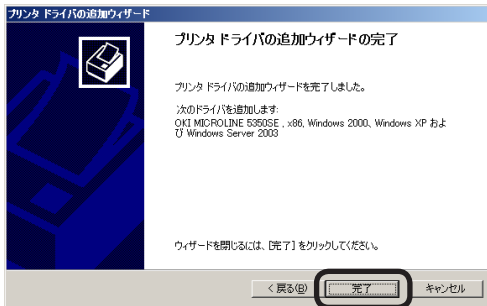 プリンタ ドライバの追加ウィザード
プリンタ ドライバの追加ウィザードの完了
プリンタ ドライバの追加ウィザードを完了しました。
次のドライバを追加します:
OKI MICROLINE 5350SE , x86, Windows 2000、Windows XP およ
び Windows Server 2003
ウィザードを閉じるには、[完了] をクリックしてください。
< 戻る(B)
完了
キャンセル